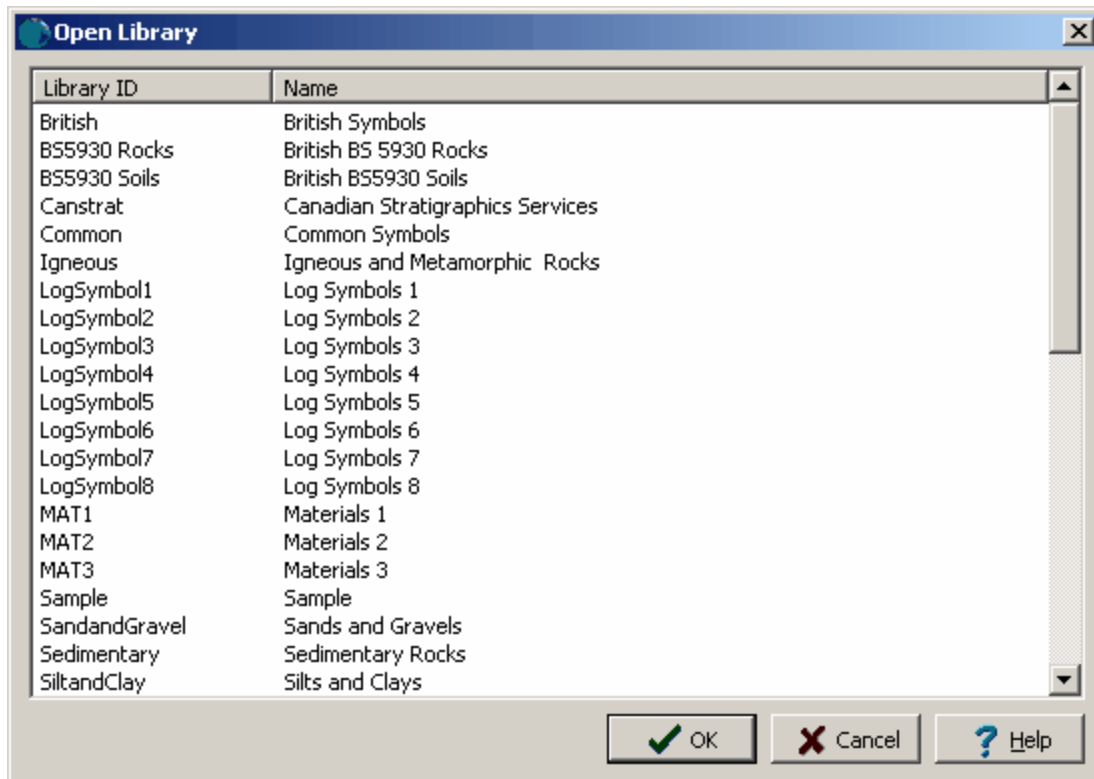 Open Library
Library ID Name
British British Symbols
BS5930 Rocks British BS 5930 Rocks
BS5930 Soils British BS5930 Soils
Canstrat Canadian Stratigraphics Services
Common Common Symbols
Igneous Igneous and Metamorphic  Rocks
LogSymbol1 Log Symbols 1
LogSymbol2 Log Symbols 2
LogSymbol3 Log Symbols 3
LogSymbol4 Log Symbols 4
LogSymbol5 Log Symbols 5
LogSymbol6 Log Symbols 6
LogSymbol7 Log Symbols 7
LogSymbol8 Log Symbols 8
MAT1 Materials 1
MAT2 Materials 2
MAT3 Materials 3
Sample Sample
SandandGravel Sands and Gravels
Sedimentary Sedimentary Rocks
SiltandClay Silts and Clays
OK Cancel Help